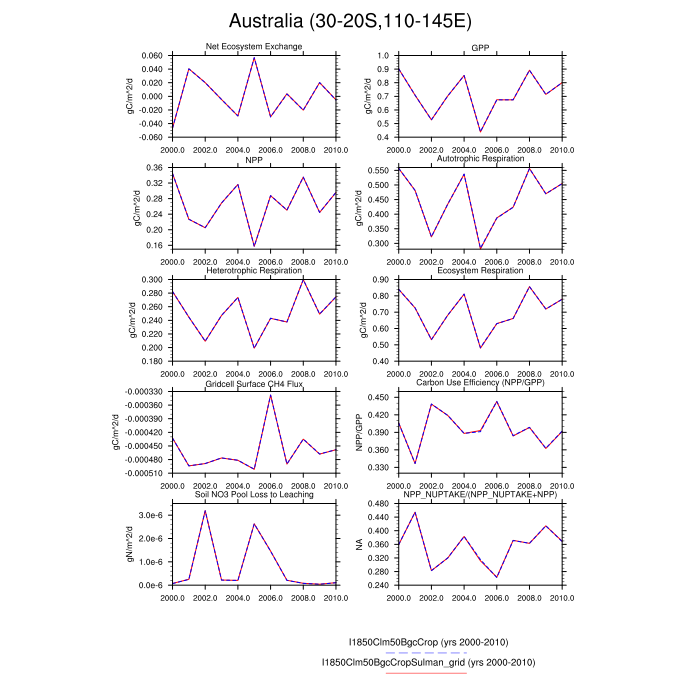 Australia (30-20S,110-145E)
Net Ecosystem Exchange
gC/m^2/d
0.060
0.040
0.020
0.000
-0.020
-0.040
-0.060
2000.0 2002.0 2004.0 2006.0 2008.0 2010.0
GPP
gC/m^2/d
1.0
0.9
0.8
0.7
0.6
0.5
0.4
2000.0 2002.0 2004.0 2006.0 2008.0 2010.0
NPP
gC/m^2/d
0.36
0.32
0.28
0.24
0.20
0.16
2000.0 2002.0 2004.0 2006.0 2008.0 2010.0
Autotrophic Respiration
gC/m^2/d
0.550
0.500
0.450
0.400
0.350
0.300
2000.0 2002.0 2004.0 2006.0 2008.0 2010.0
Heterotrophic Respiration
gC/m^2/d
0.300
0.280
0.260
0.240
0.220
0.200
0.180
2000.0 2002.0 2004.0 2006.0 2008.0 2010.0
Ecosystem Respiration
gC/m^2/d
0.90
0.80
0.70
0.60
0.50
0.40
2000.0 2002.0 2004.0 2006.0 2008.0 2010.0
Gridcell Surface CH4 Flux
gC/m^2/d
-0.000330
-0.000360
-0.000390
-0.000420
-0.000450
-0.000480
-0.000510
2000.0 2002.0 2004.0 2006.0 2008.0 2010.0
Carbon Use Efficiency (NPP/GPP)
NPP/GPP
0.450
0.420
0.390
0.360
0.330
2000.0 2002.0 2004.0 2006.0 2008.0 2010.0
Soil NO3 Pool Loss to Leaching
gN/m^2/d
3.0e-6
2.0e-6
1.0e-6
0.0e-6
2000.0 2002.0 2004.0 2006.0 2008.0 2010.0
NPP_NUPTAKE/(NPP_NUPTAKE+NPP)
NA
0.480
0.440
0.400
0.360
0.320
0.280
0.240
2000.0 2002.0 2004.0 2006.0 2008.0 2010.0
I1850Clm50BgcCrop (yrs 2000-2010)
I1850Clm50BgcCropSulman_grid (yrs 2000-2010)